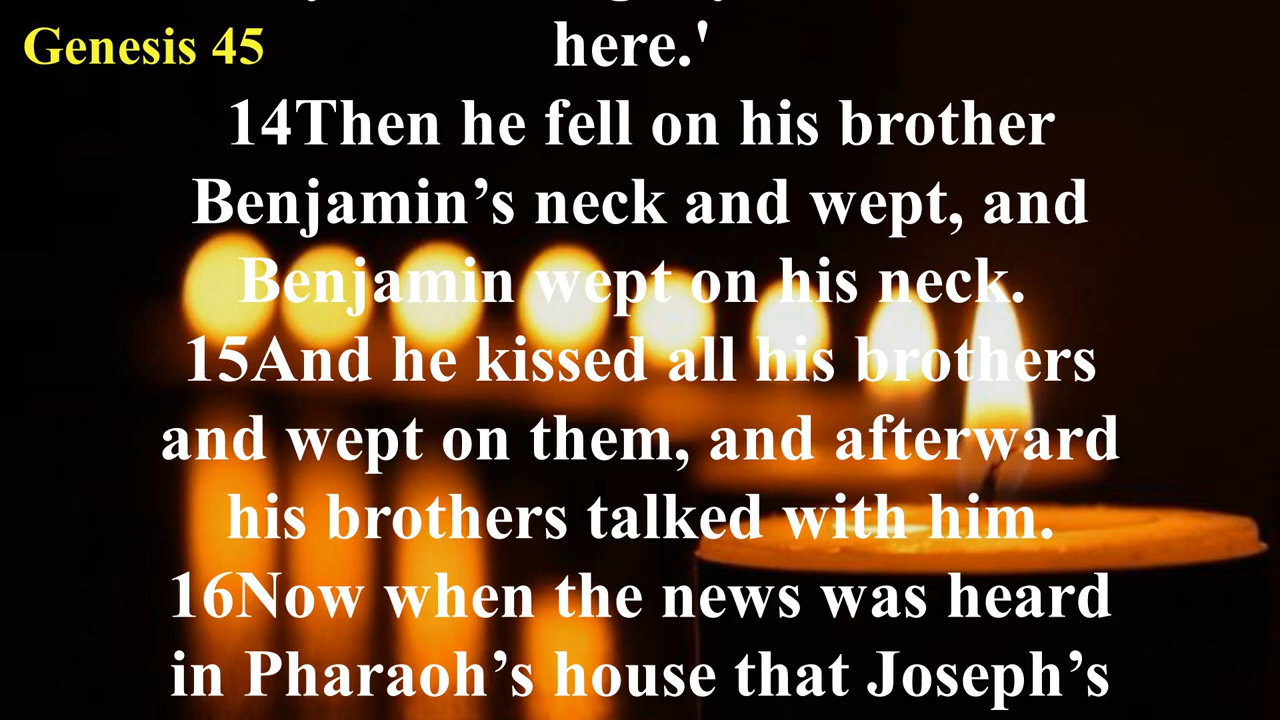 Genesis 45
here.'
14Then he fell on his brother
Benjamin’s neck and wept, and
Benjamin wept on his neck.
15And he kissed all his brothers
and wept on them, and afterward
his brothers talked with him.
16Now when the news was heard
in Pharaoh’s house that Joseph’s